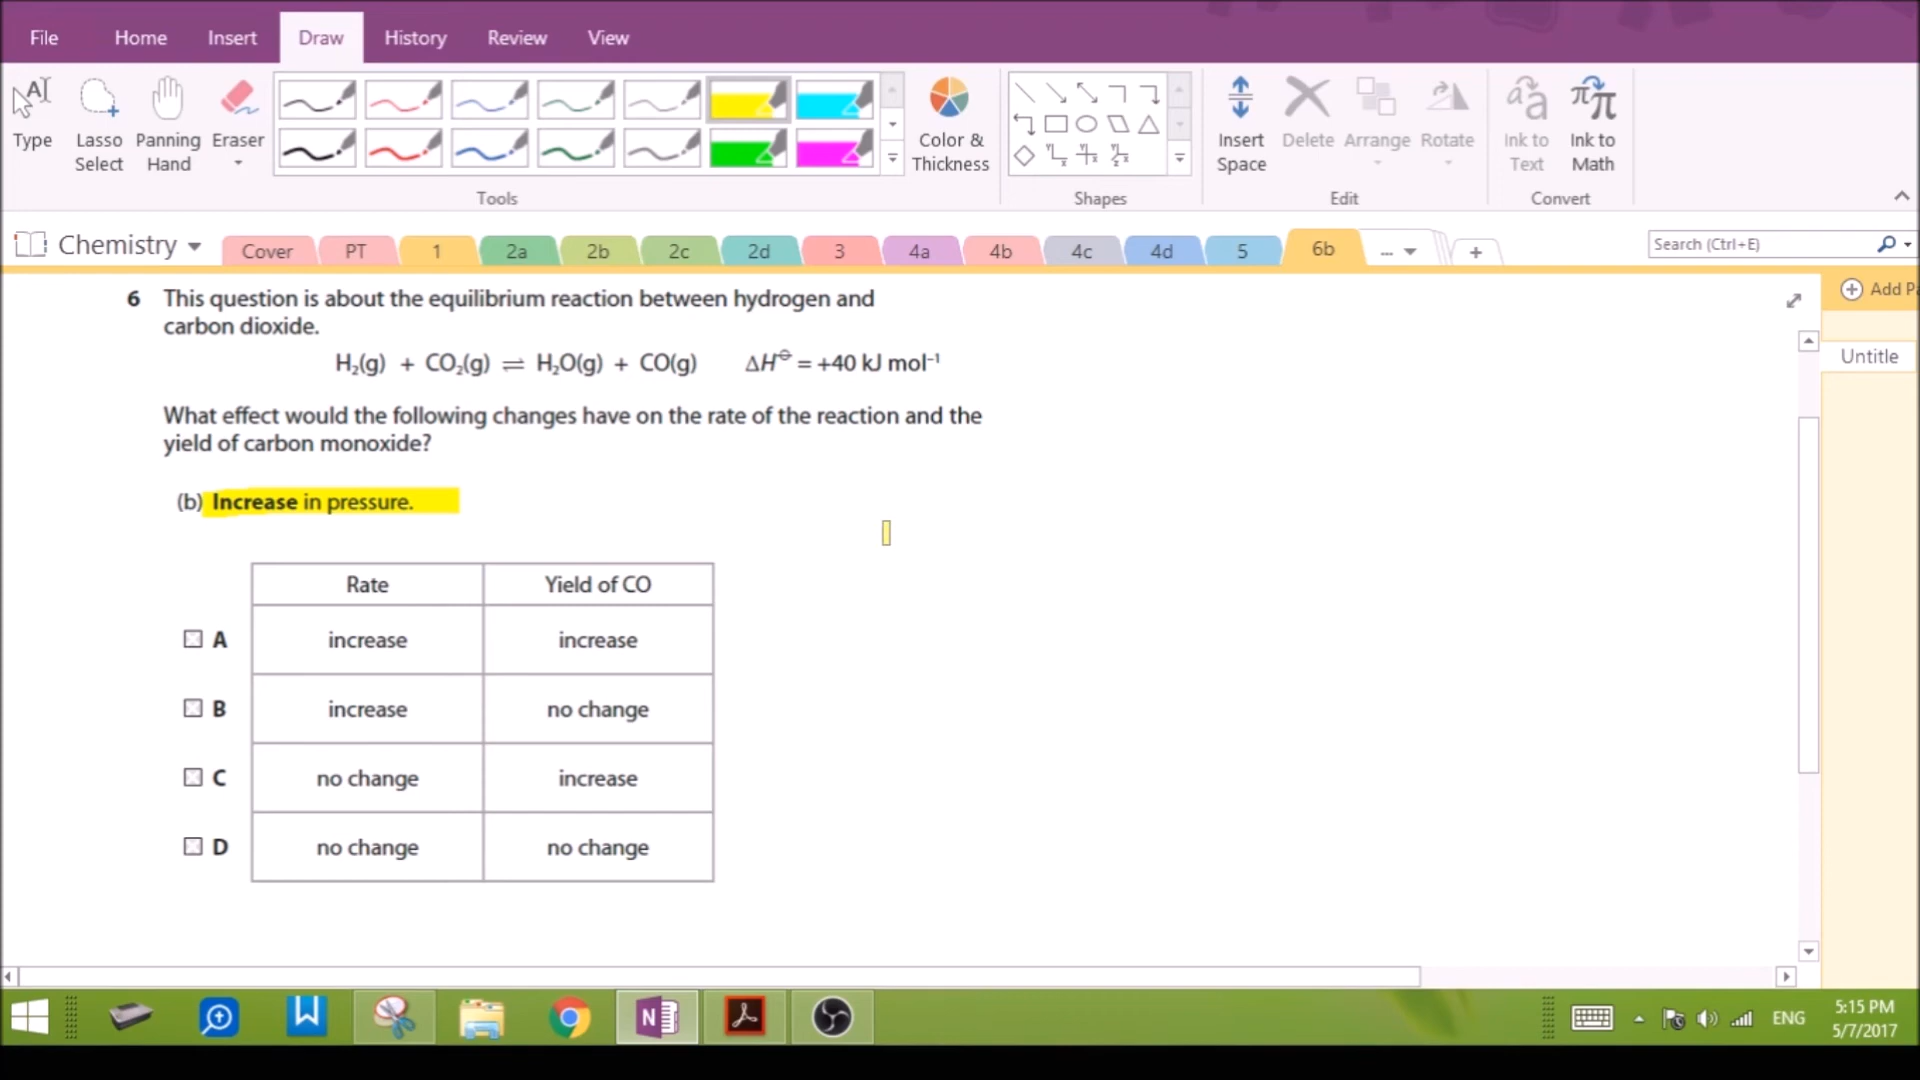 File Home Insert Draw History Review View
Type
Lasso Select
Panning Hand
Eraser
Color & Thickness
Insert Space
Delete
Arrange
Rotate
Ink to Text
Ink to Math
Tools Shapes Edit Convert
Chemistry Cover PT 1 2a 2b 2c 2d 3 4a 4b 4c 4d 5 6b ... Search (Ctrl+E)
Add
Untitle
6 This question is about the equilibrium reaction between hydrogen and
carbon dioxide.
H₂(g) + CO₂(g) ⇌ H₂O(g) + CO(g) ΔH⦵ = +40 kJ mol⁻¹
What effect would the following changes have on the rate of the reaction and the
yield of carbon monoxide?
(b) Increase in pressure.
Rate Yield of CO
A increase increase
B increase no change
C no change increase
D no change no change
ENG
5:15 PM
5/7/2017